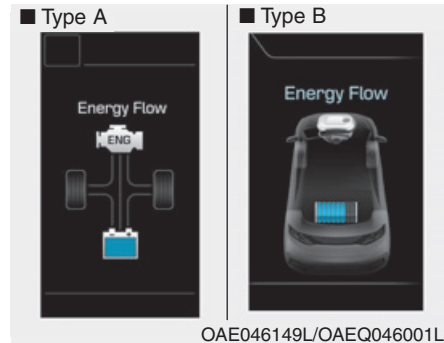 ■ Type A
■ Type B
Energy Flow
ENG
Energy Flow
OAE046149L/OAEQ046001L